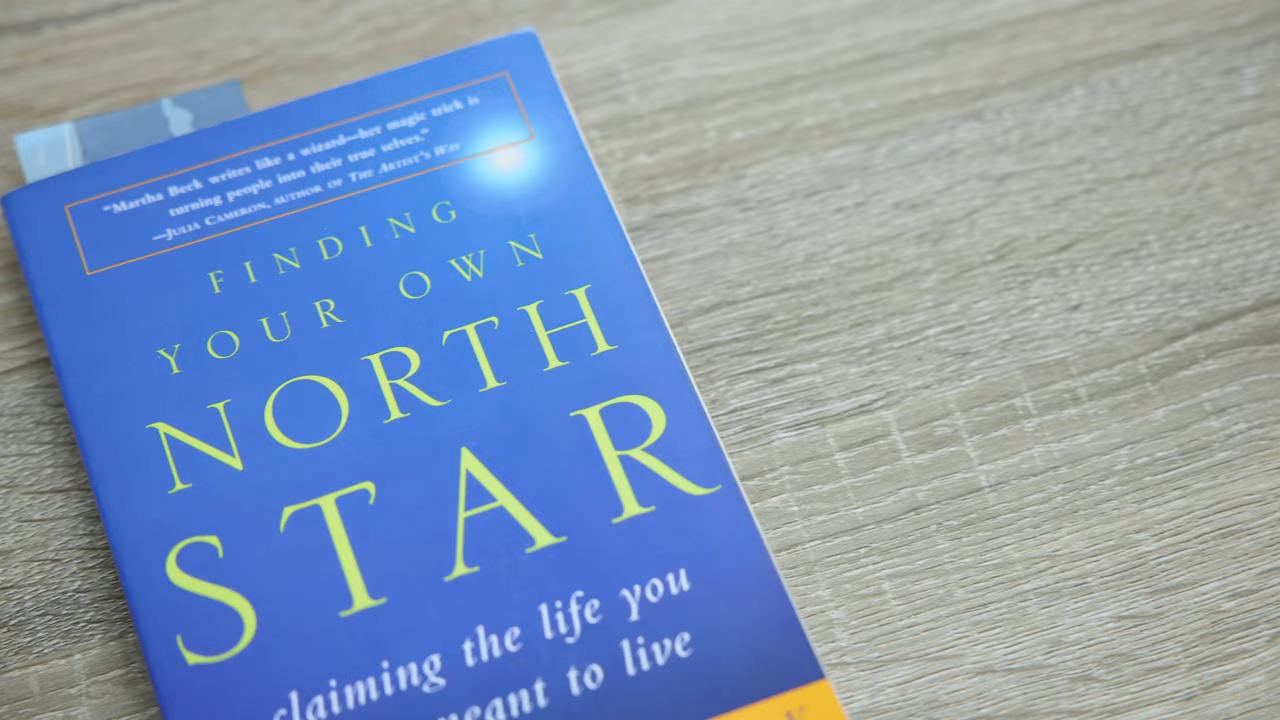 "Martha Beck writes like a wizard—her magic trick is
turning people into their true selves."
—JULIA CAMERON, AUTHOR OF THE ARTIST'S WAY
FINDING
YOUR OWN
NORTH
STAR
claiming the life you
meant to live